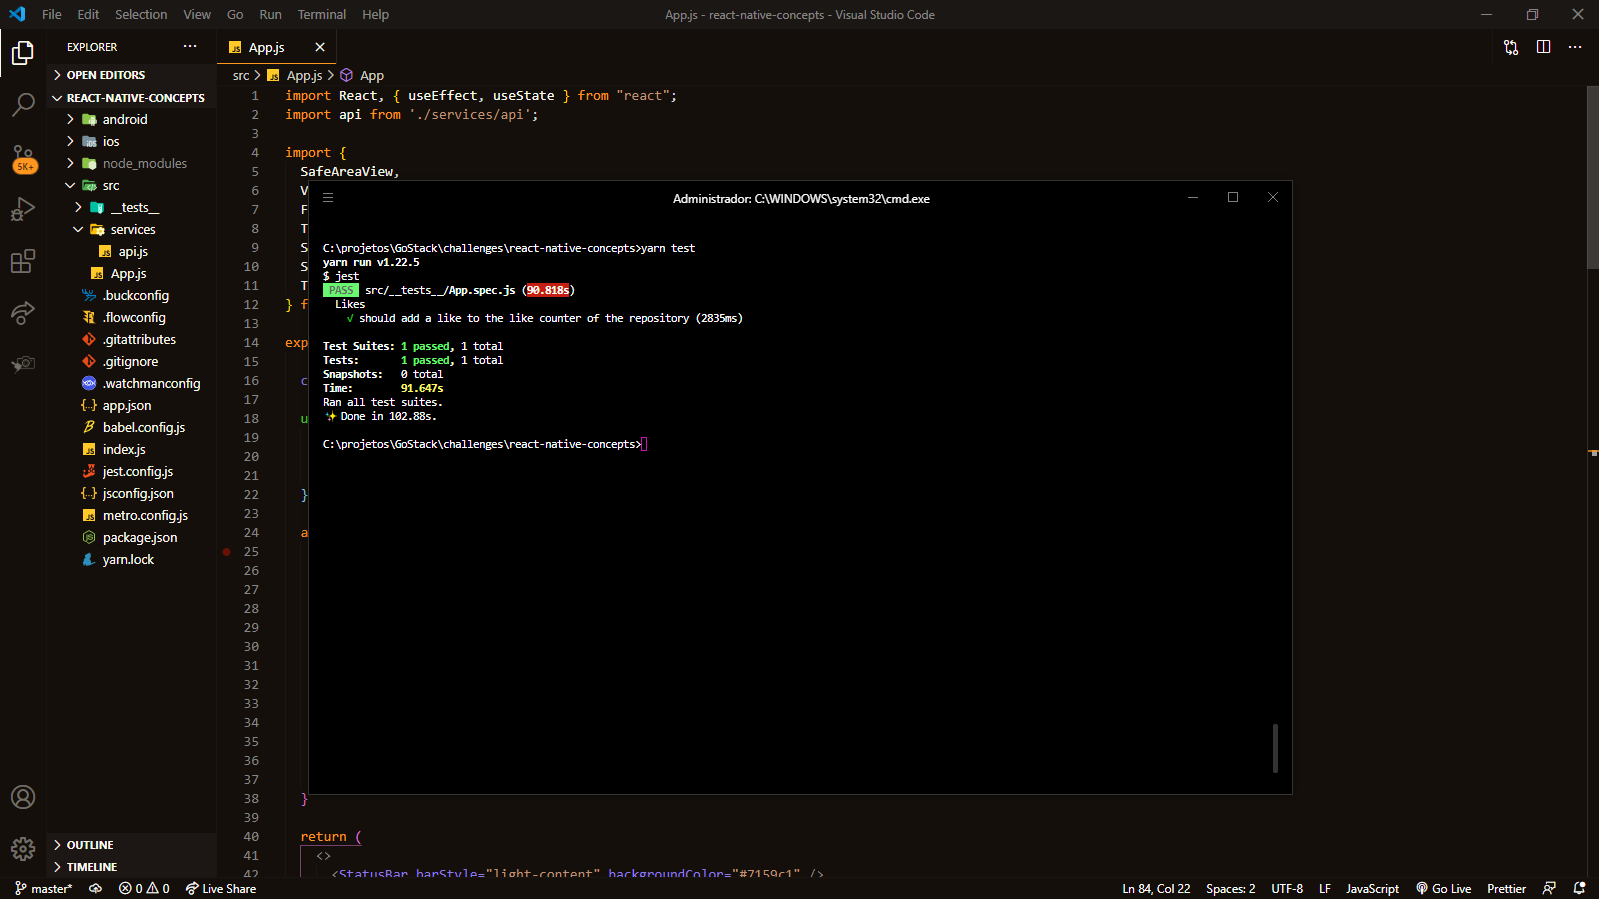 File Edit Selection View Go Run Terminal Help
App.js - react-native-concepts - Visual Studio Code
EXPLORER
App.js
OPEN EDITORS
REACT-NATIVE-CONCEPTS
android
ios
node_modules
src
__tests__
services
api.js
App.js
.buckconfig
.flowconfig
.gitattributes
.gitignore
.watchmanconfig
app.json
babel.config.js
index.js
jest.config.js
jsconfig.json
metro.config.js
package.json
yarn.lock
OUTLINE
TIMELINE
5K+
src > App.js > App
1 import React, { useEffect, useState } from "react";
2 import api from './services/api';
3
4 import {
5 SafeAreaView,
6 V
7 F
8 T
9 S
10 S
11 T
12 } f
13
14 exp
15
16 c
17
18 u
19
20
21
22 }
23
24 a
25
26
27
28
29
30
31
32
33
34
35
36
37
38 }
39
40 return (
41 <>
42 <StatusBar barStyle="light-content" backgroundColor="#7159c1" />
Administrador: C:\WINDOWS\system32\cmd.exe
C:\projetos\GoStack\challenges\react-native-concepts>yarn test
yarn run v1.22.5
$ jest
PASS src/__tests__/App.spec.js (90.818s)
Likes
√ should add a like to the like counter of the repository (2835ms)
Test Suites: 1 passed, 1 total
Tests: 1 passed, 1 total
Snapshots: 0 total
Time: 91.647s
Ran all test suites.
✨ Done in 102.88s.
C:\projetos\GoStack\challenges\react-native-concepts>
master* 0 0 Live Share
Ln 84, Col 22 Spaces: 2 UTF-8 LF JavaScript Go Live Prettier